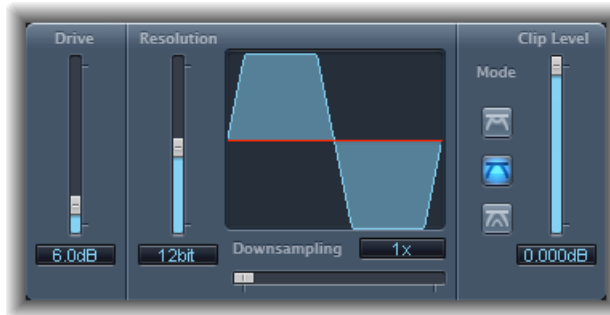 Drive
Resolution
Clip Level
Mode
6.0dB
12bit
Downsampling
1x
0.000dB